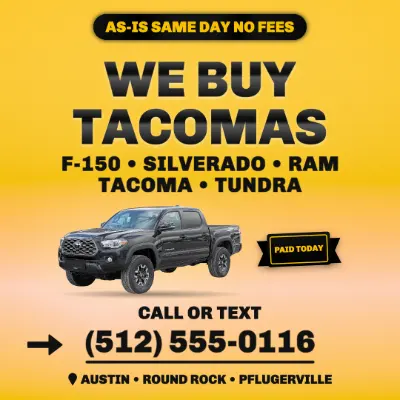 AS-IS SAME DAY NO FEES
WE BUY
TACOMAS
F-150 • SILVERADO • RAM
TACOMA • TUNDRA
PAID TODAY
CALL OR TEXT
(512) 555-0116
AUSTIN • ROUND ROCK • PFLUGERVILLE